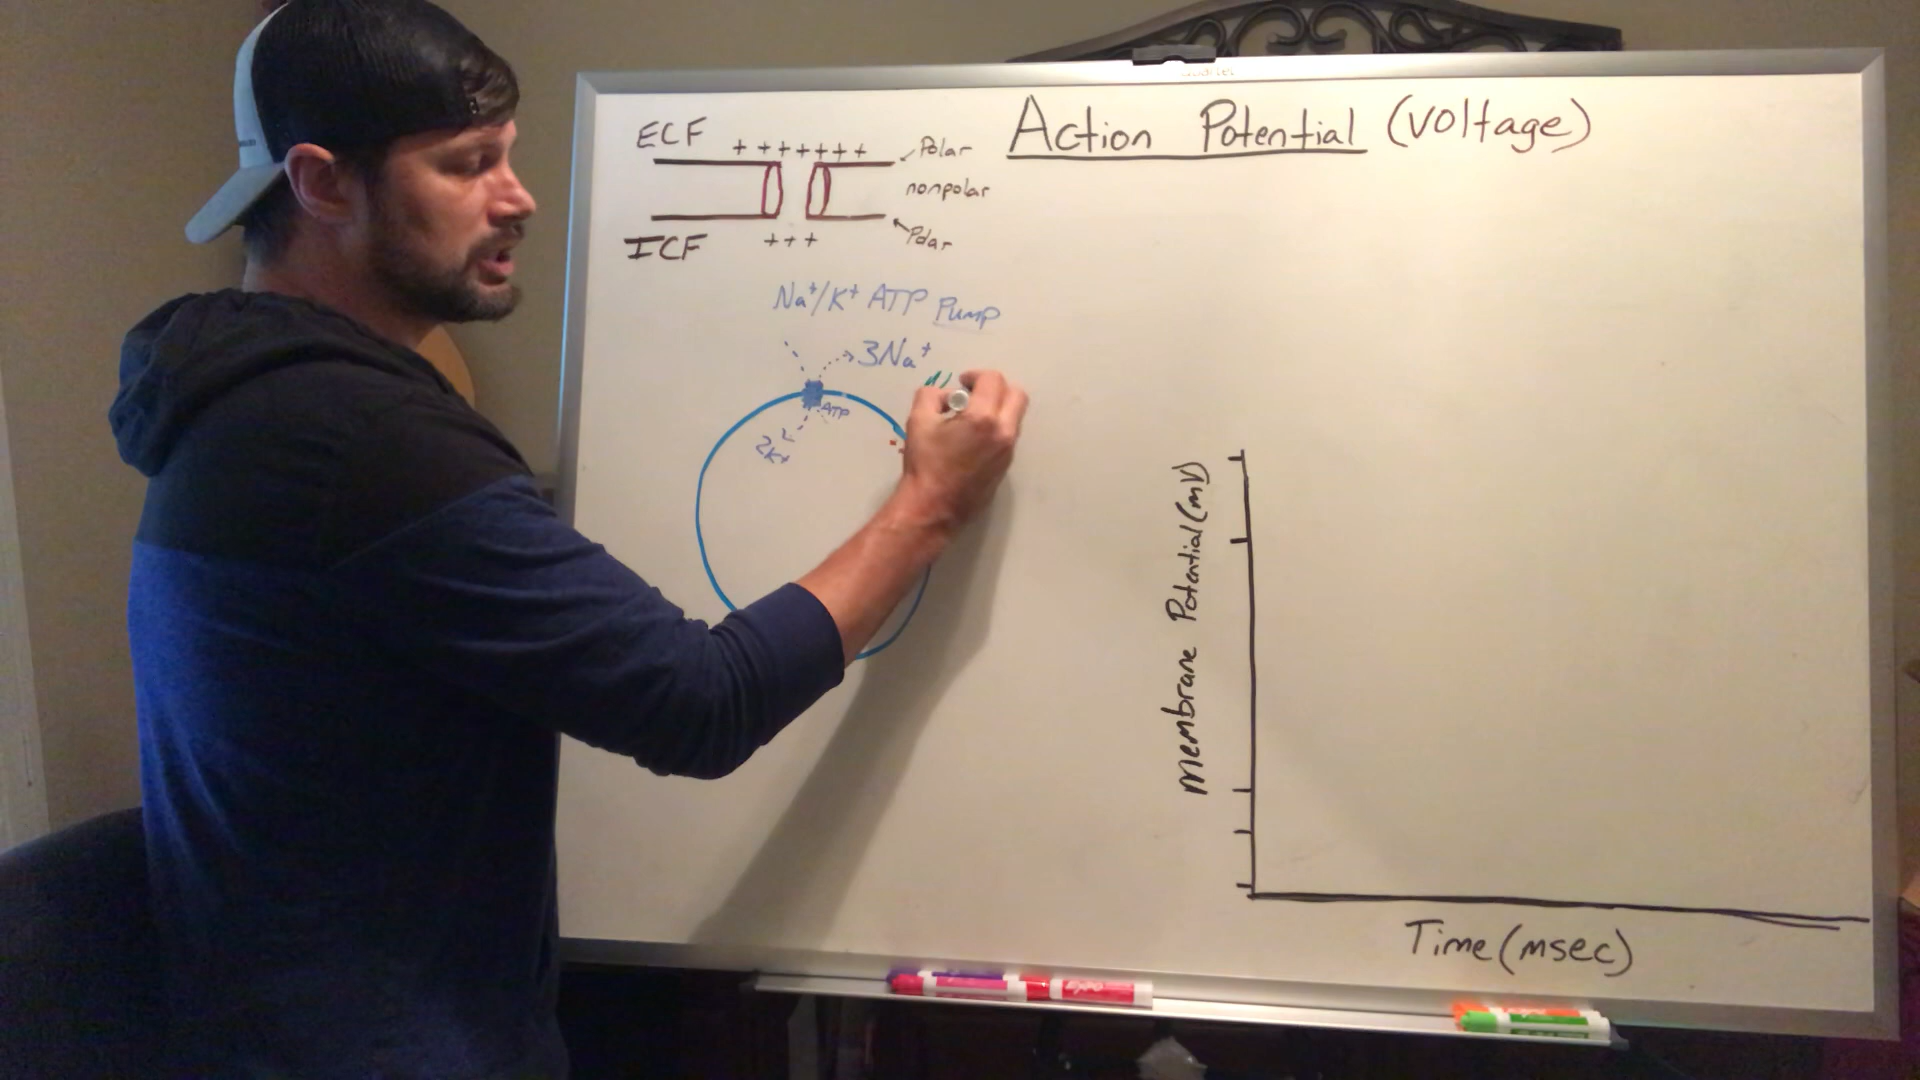 Action Potential (Voltage)
ECF
+ + + + + + +
Polar
nonpolar
Polar
ICF
+ + +
Na⁺/K⁺ ATP Pump
3Na⁺
ATP
2K⁺
Membrane Potential (mV)
Time (msec)
EXPO